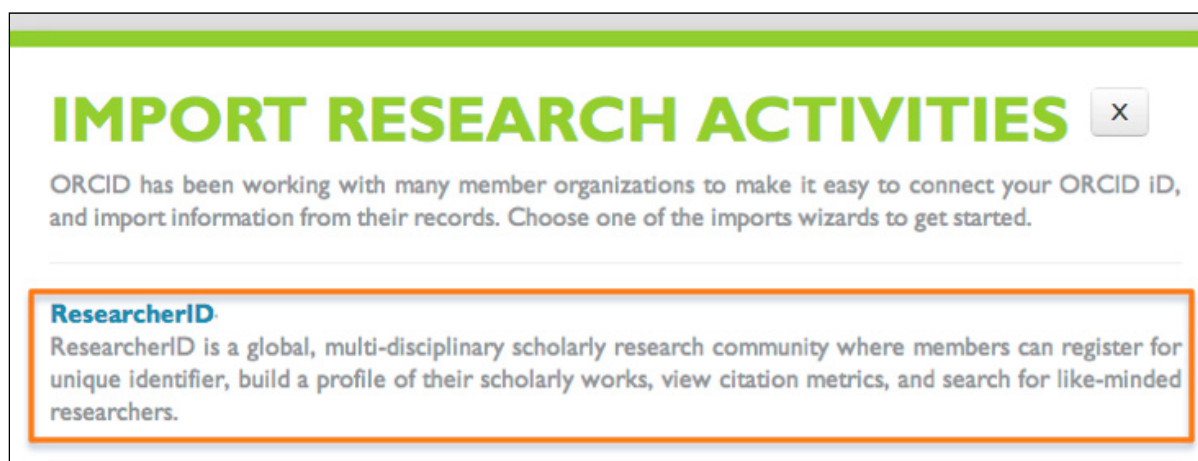 IMPORT RESEARCH ACTIVITIES X
ORCID has been working with many member organizations to make it easy to connect your ORCID iD,
and import information from their records. Choose one of the imports wizards to get started.
ResearcherID
ResearcherID is a global, multi-disciplinary scholarly research community where members can register for
unique identifier, build a profile of their scholarly works, view citation metrics, and search for like-minded
researchers.